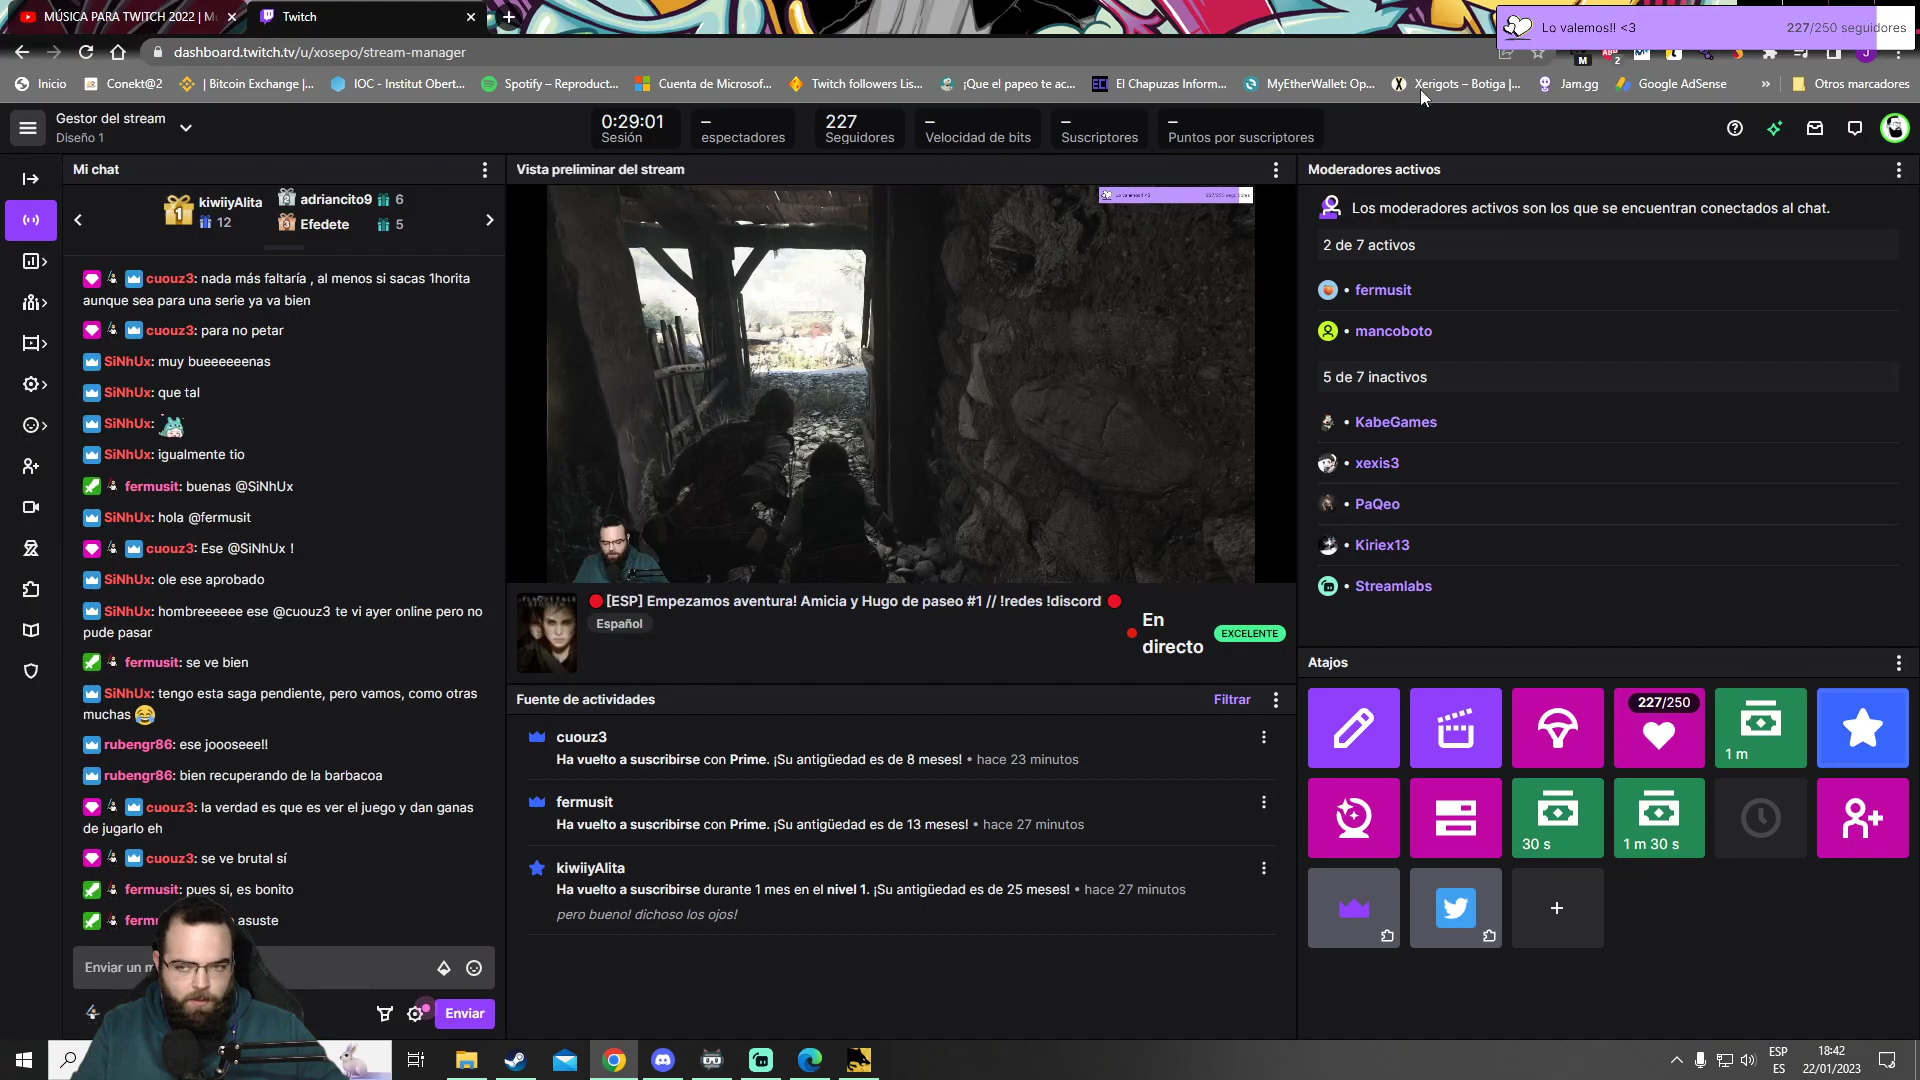 MÚSICA PARA TWITCH 2022 | M
Twitch
Lo valemos!! <3
227/250 seguidores
dashboard.twitch.tv/u/xosepo/stream-manager
Inicio
Conekt@2
| Bitcoin Exchange |...
IOC - Institut Obert...
Spotify – Reproduct...
Cuenta de Microsof...
Twitch followers Lis...
¡Que el papeo te ac...
El Chapuzas Inform...
MyEtherWallet: Op...
Xerigots – Botiga |...
Jam.gg
Google AdSense
»
Otros marcadores
Gestor del stream
Diseño 1
0:29:01
Sesión
–
espectadores
227
Seguidores
–
Velocidad de bits
–
Suscriptores
–
Puntos por suscriptores
Mi chat
1
kiwiiyAlita
12
adriancito9 6
Efedete 5
cuouz3: nada más faltaría , al menos si sacas 1horita
aunque sea para una serie ya va bien
cuouz3: para no petar
SiNhUx: muy bueeeeeenas
SiNhUx: que tal
SiNhUx:
SiNhUx: igualmente tio
fermusit: buenas @SiNhUx
SiNhUx: hola @fermusit
cuouz3: Ese @SiNhUx !
SiNhUx: ole ese aprobado
SiNhUx: hombreeeeee ese @cuouz3 te vi ayer online pero no
pude pasar
fermusit: se ve bien
SiNhUx: tengo esta saga pendiente, pero vamos, como otras
muchas 😂
rubengr86: ese joooseee!!
rubengr86: bien recuperando de la barbacoa
cuouz3: la verdad es que es ver el juego y dan ganas
de jugarlo eh
cuouz3: se ve brutal sí
fermusit: pues si, es bonito
asuste
Enviar un
Enviar
Vista preliminar del stream
Lo valemos!! <3
[ESP] Empezamos aventura! Amicia y Hugo de paseo #1 // !redes !discord
Español
En
directo
EXCELENTE
Fuente de actividades
Filtrar
cuouz3
Ha vuelto a suscribirse con Prime. ¡Su antigüedad es de 8 meses! • hace 23 minutos
fermusit
Ha vuelto a suscribirse con Prime. ¡Su antigüedad es de 13 meses! • hace 27 minutos
kiwiiyAlita
Ha vuelto a suscribirse durante 1 mes en el nivel 1. ¡Su antigüedad es de 25 meses! • hace 27 minutos
pero bueno! dichoso los ojos!
Moderadores activos
Los moderadores activos son los que se encuentran conectados al chat.
2 de 7 activos
• fermusit
• mancoboto
5 de 7 inactivos
• KabeGames
• xexis3
• PaQeo
• Kiriex13
• Streamlabs
Atajos
227/250
1 m
30 s
1 m 30 s
ESP
ES
18:42
22/01/2023